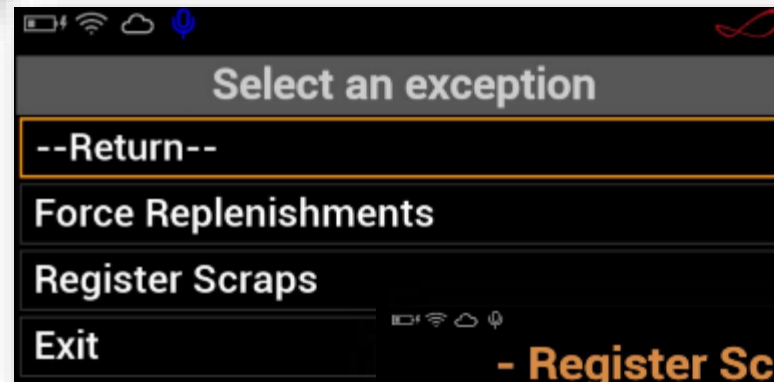 Select an exception
--Return--
Force Replenishments
Register Scraps
Exit
- Register Sc